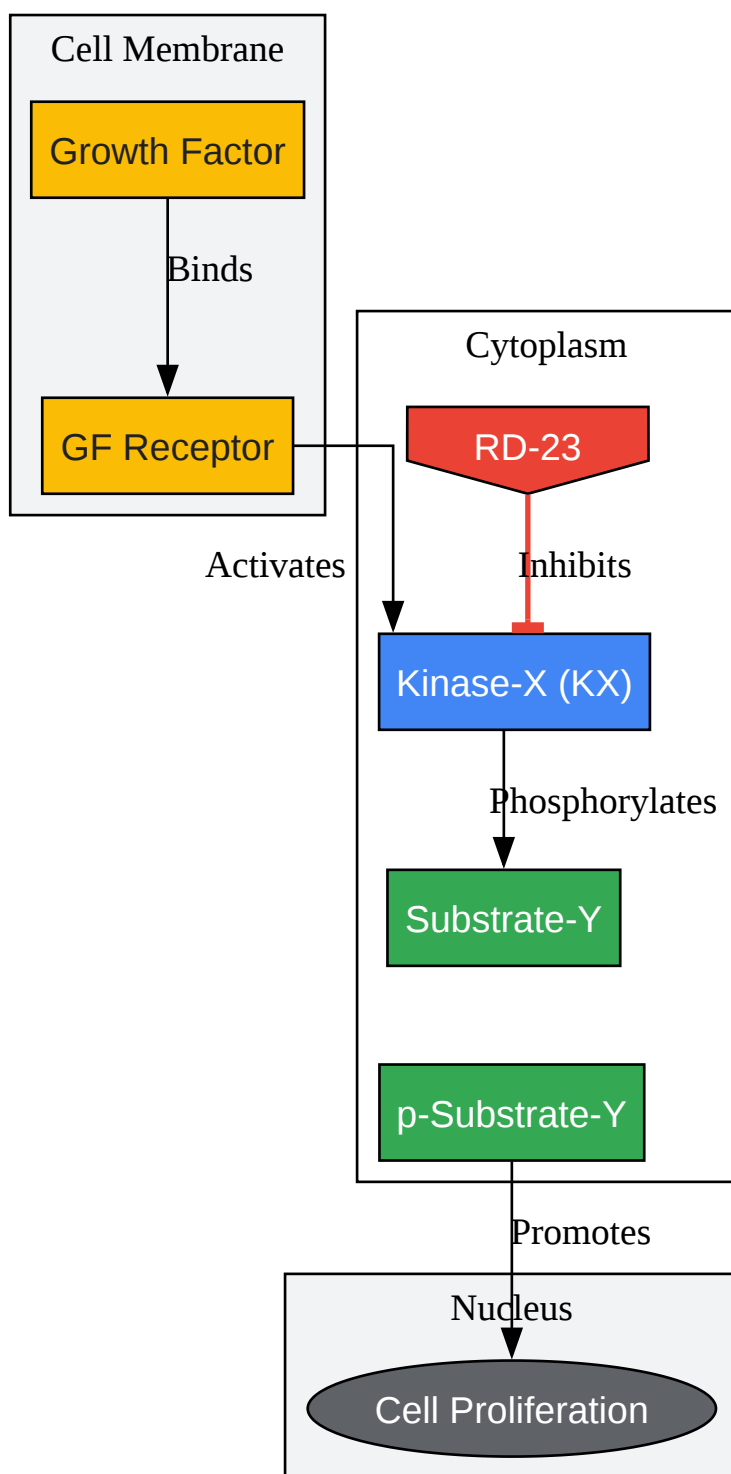 Cell Membrane
Growth Factor
Binds
GF Receptor
Cytoplasm
RD-23
Activates
Inhibits
Kinase-X (KX)
Phosphorylates
Substrate-Y
p-Substrate-Y
Promotes
Nucleus
Cell Proliferation